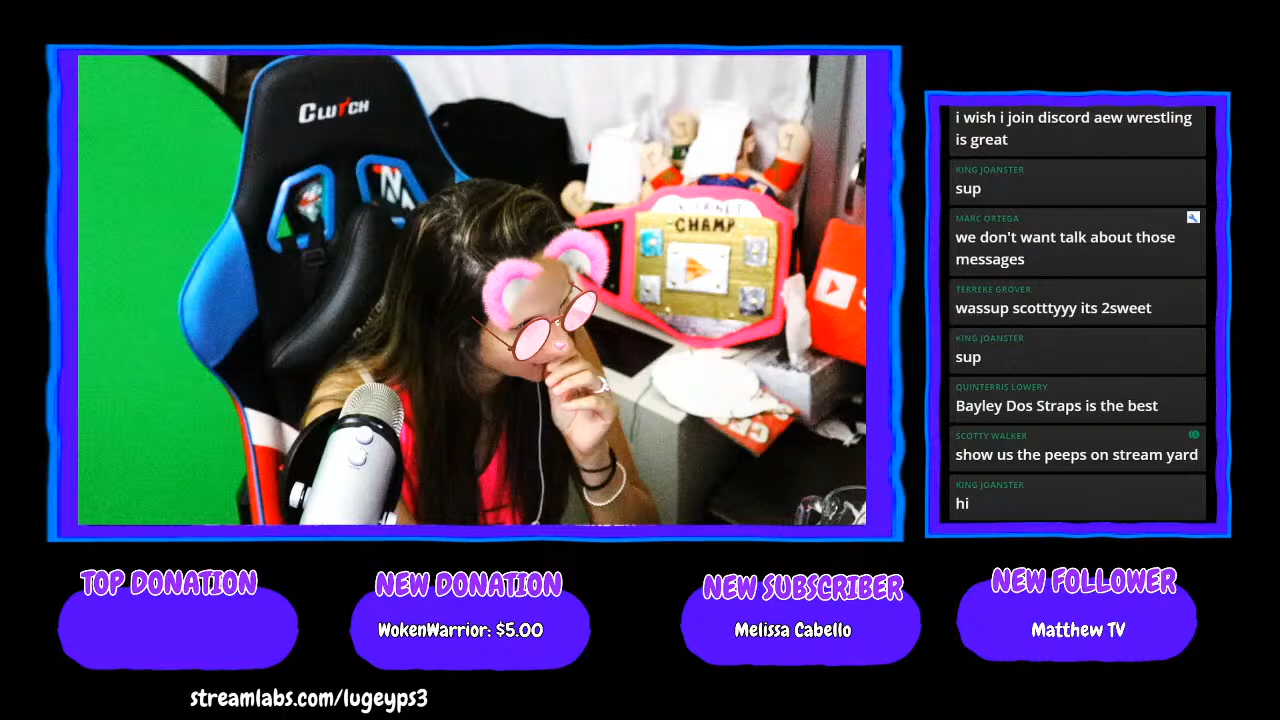 CLUTCH
CHAMP
i wish i join discord aew wrestling
is great
KING JOANSTER
sup
MARC ORTEGA
we don't want talk about those
messages
TERREKE GROVER
wassup scotttyyy its 2sweet
KING JOANSTER
sup
QUINTERRIS LOWERY
Bayley Dos Straps is the best
SCOTTY WALKER
show us the peeps on stream yard
KING JOANSTER
hi
TOP DONATION
NEW DONATION
WokenWarrior: $5.00
NEW SUBSCRIBER
Melissa Cabello
NEW FOLLOWER
Matthew TV
streamlabs.com/lugeyps3